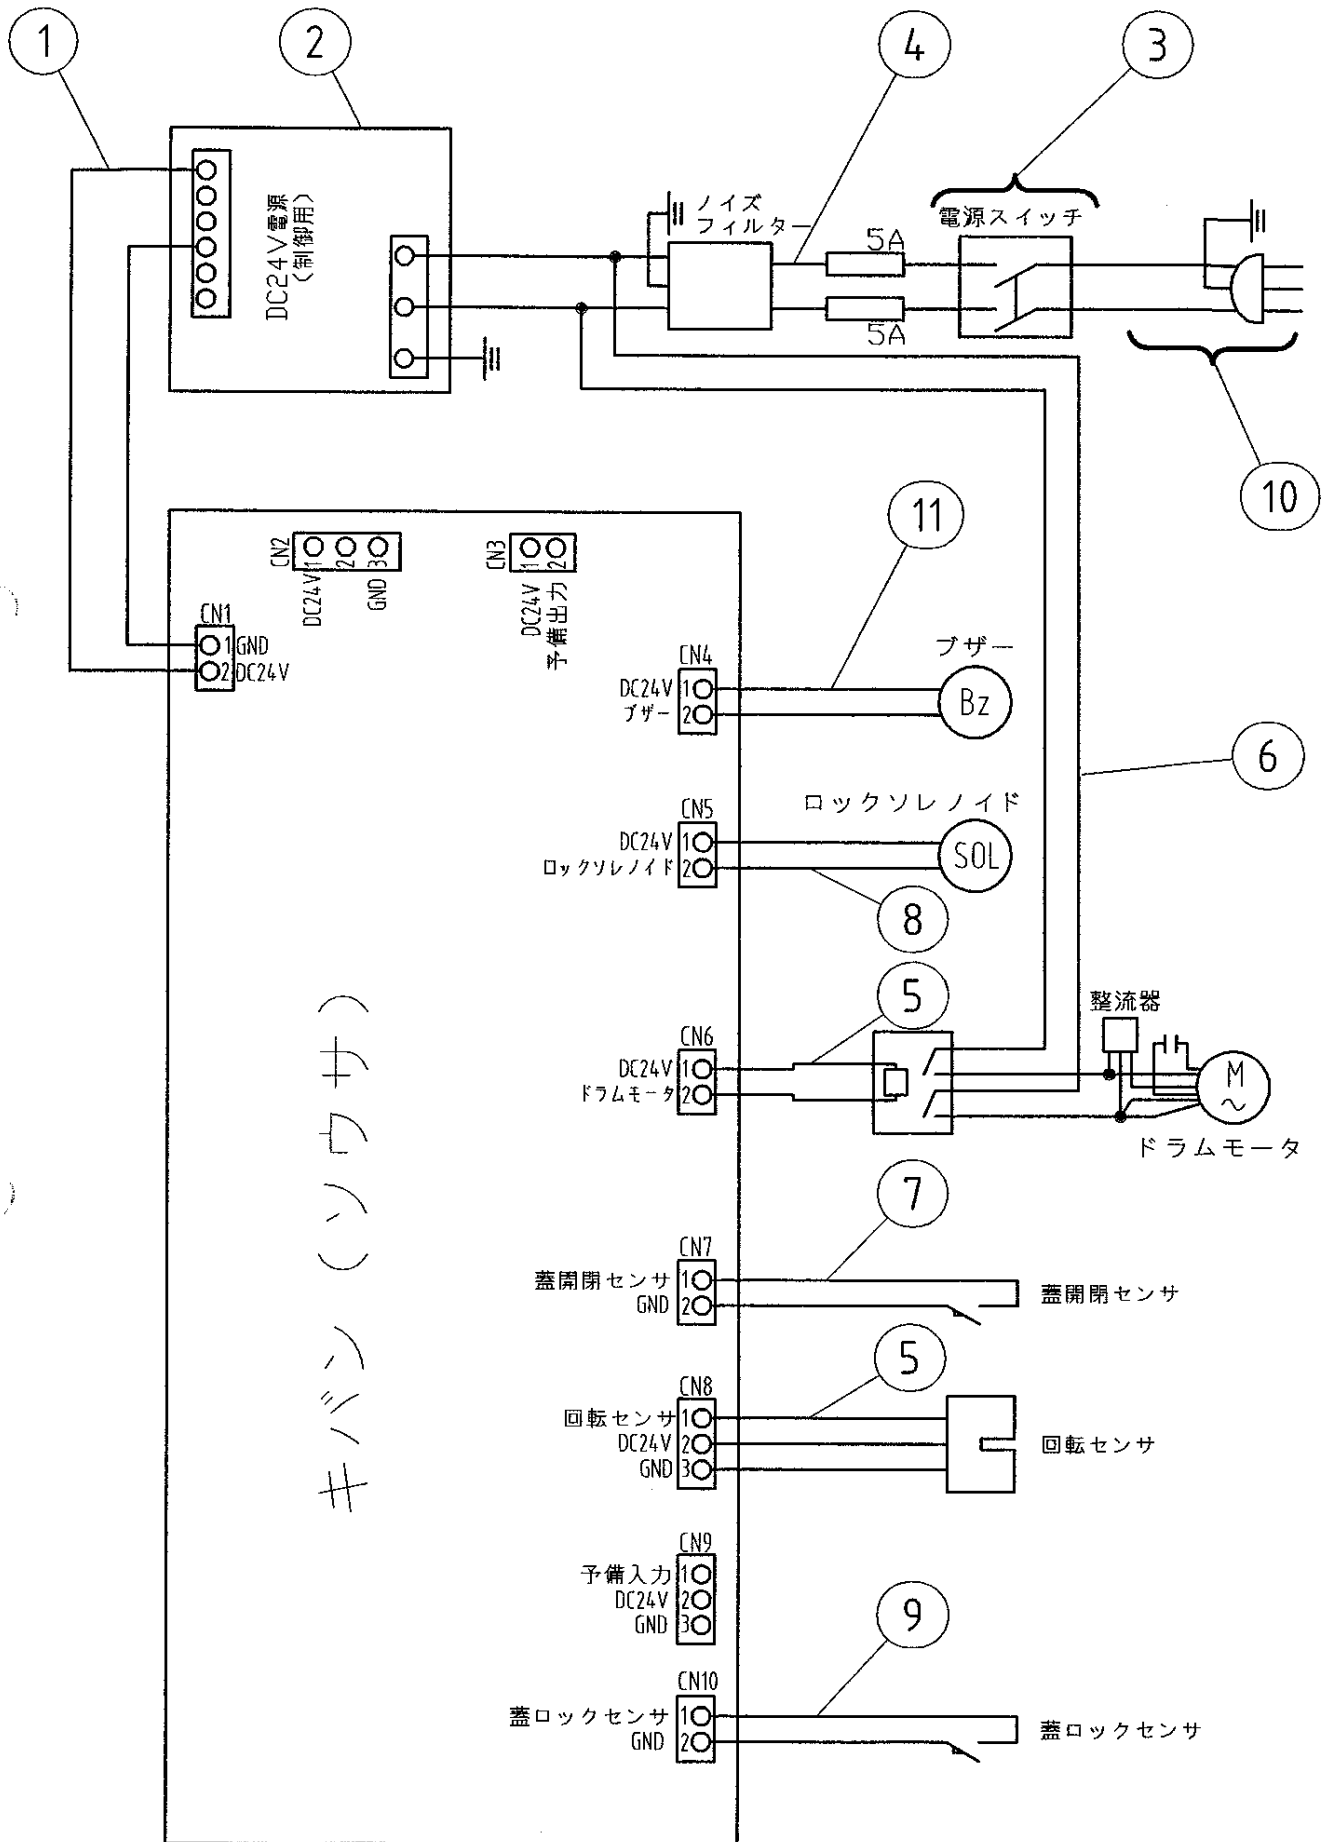 1
2
4
3
DC24V電源
(制御用)
ノイズ
フィルター
5A
5A
電源スイッチ
10
11
CN2
1
2
3
DC24V
GND
CN3
1
2
DC24V
予備出力
CN1
1 GND
2 DC24V
CN4
DC24V 1
ブザー 2
ブザー
Bz
6
CN5
DC24V 1
ロックソレノイド 2
ロックソレノイド
SOL
8
5
CN6
DC24V 1
ドラムモータ 2
整流器
M
~
ドラムモータ
7
CN7
蓋開閉センサ 1
GND 2
蓋開閉センサ
5
CN8
回転センサ 1
DC24V 2
GND 3
回転センサ
CN9
予備入力 1
DC24V 2
GND 3
9
CN10
蓋ロックセンサ 1
GND 2
蓋ロックセンサ